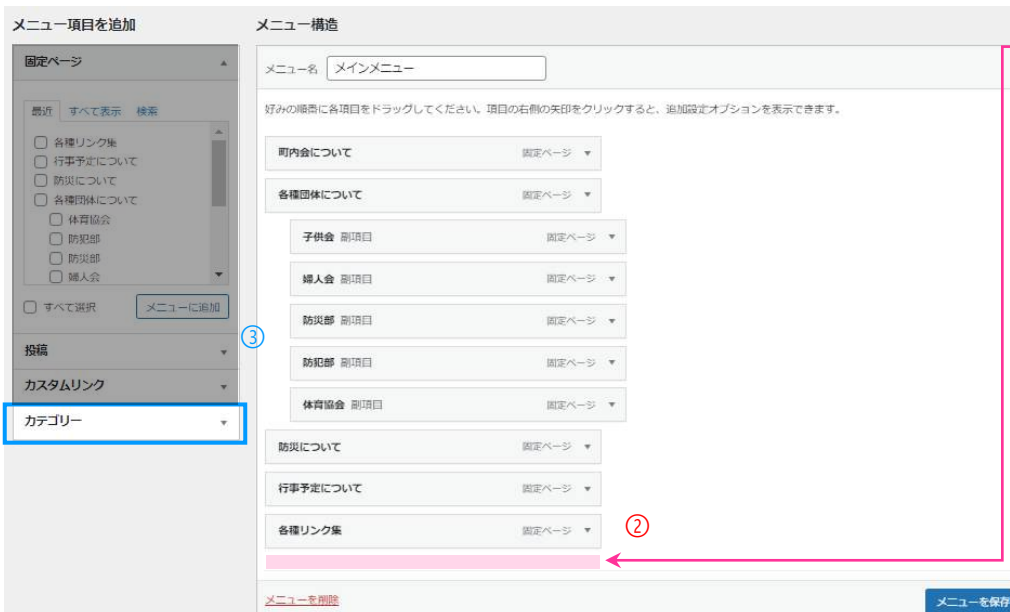 メニュー項目を追加
固定ページ
最近 すべて表示 検索
各種リンク集
行事予定について
防災について
各種団体について
体育協会
防犯部
防災部
婦人会
すべて選択 メニューに追加
投稿
カスタムリンク
カテゴリー
③
メニュー構造
メニュー名 メインメニュー
好みの順番に各項目をドラッグしてください。項目の右側の矢印をクリックすると、追加設定オプションを表示できます。
町内会について 固定ページ
各種団体について 固定ページ
子供会 副項目 固定ページ
婦人会 副項目 固定ページ
防災部 副項目 固定ページ
防犯部 副項目 固定ページ
体育協会 副項目 固定ページ
防災について 固定ページ
行事予定について 固定ページ
各種リンク集 固定ページ
②
メニューを削除 メニューを保存